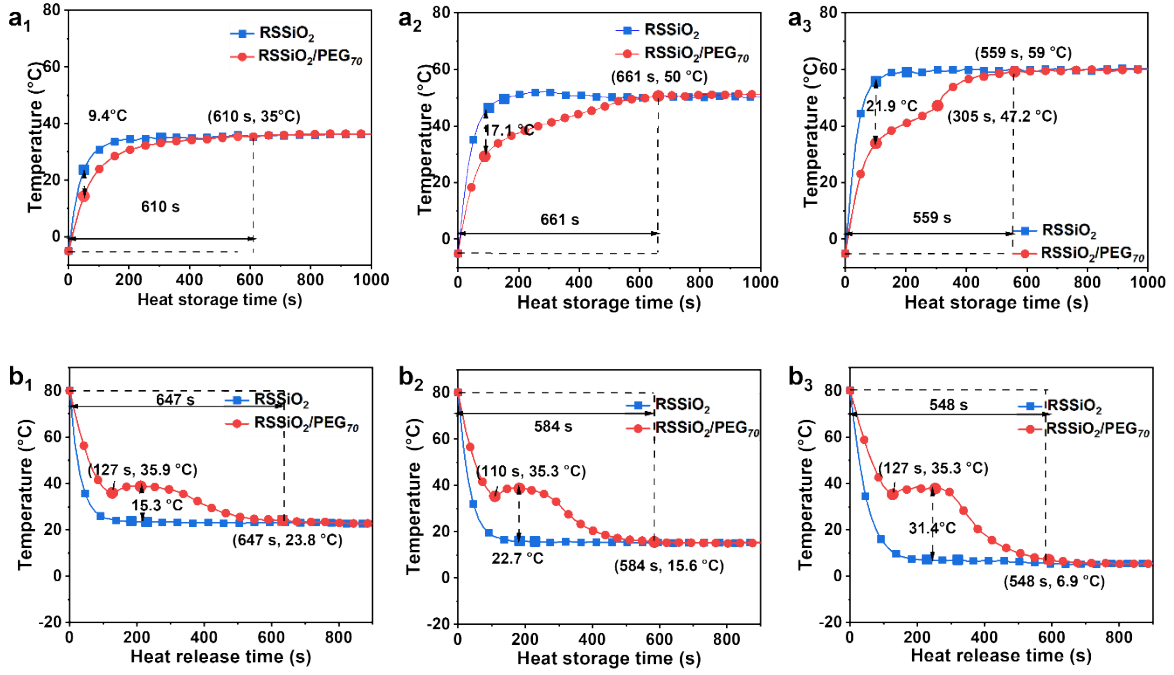 a1
80
60
40
20
0
Temperature (°C)
RSSiO2
RSSiO2/PEG70
9.4°C
(610 s, 35°C)
610 s
0 200 400 600 800 1000
Heat storage time (s)
a2
80
60
40
20
0
Temperature (°C)
RSSiO2
RSSiO2/PEG70
(661 s, 50 °C)
17.1 °C
661 s
0 200 400 600 800 1000
Heat storage time (s)
a3
80
60
40
20
0
Temperature (°C)
(559 s, 59 °C)
21.9 °C
(305 s, 47.2 °C)
559 s
RSSiO2
RSSiO2/PEG70
0 200 400 600 800 1000
Heat storage time (s)
b1
80
60
40
20
0
-20
Temperature (°C)
647 s
RSSiO2
RSSiO2/PEG70
(127 s, 35.9 °C)
15.3 °C
(647 s, 23.8 °C)
0 200 400 600 800
Heat release time (s)
b2
80
60
40
20
0
-20
Temperature (°C)
RSSiO2
584 s
RSSiO2/PEG70
(110 s, 35.3 °C)
22.7 °C
(584 s, 15.6 °C)
0 200 400 600 800
Heat storage time (s)
b3
80
60
40
20
0
-20
Temperature (°C)
RSSiO2
548 s
RSSiO2/PEG70
(127 s, 35.3 °C)
31.4°C
(548 s, 6.9 °C)
0 200 400 600 800
Heat release time (s)